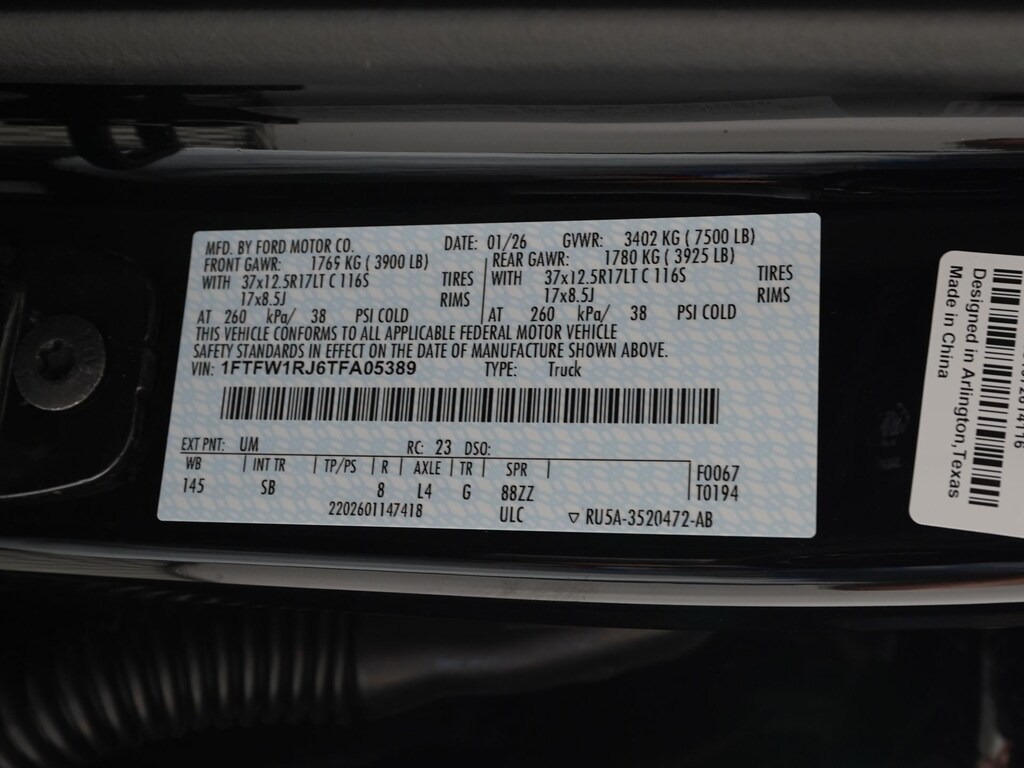 MFD. BY FORD MOTOR CO. DATE: 01/26 GVWR: 3402 KG ( 7500 LB)
FRONT GAWR: 1769 KG ( 3900 LB) REAR GAWR: 1780 KG ( 3925 LB)
WITH 37x12.5R17LT C 116S TIRES WITH 37x12.5R17LT C 116S TIRES
17x8.5J RIMS 17x8.5J RIMS
AT 260 kPa/ 38 PSI COLD AT 260 kPa/ 38 PSI COLD
THIS VEHICLE CONFORMS TO ALL APPLICABLE FEDERAL MOTOR VEHICLE
SAFETY STANDARDS IN EFFECT ON THE DATE OF MANUFACTURE SHOWN ABOVE.
VIN: 1FTFW1RJ6TFA05389 TYPE: Truck
EXT PNT: UM RC: 23 DSO:
WB INT TR TP/PS R AXLE TR SPR F0067
145 SB 8 L4 G 88ZZ T0194
2202601147418 ULC ▽ RU5A-3520472-AB
Designed in Arlington, Texas
Made in China